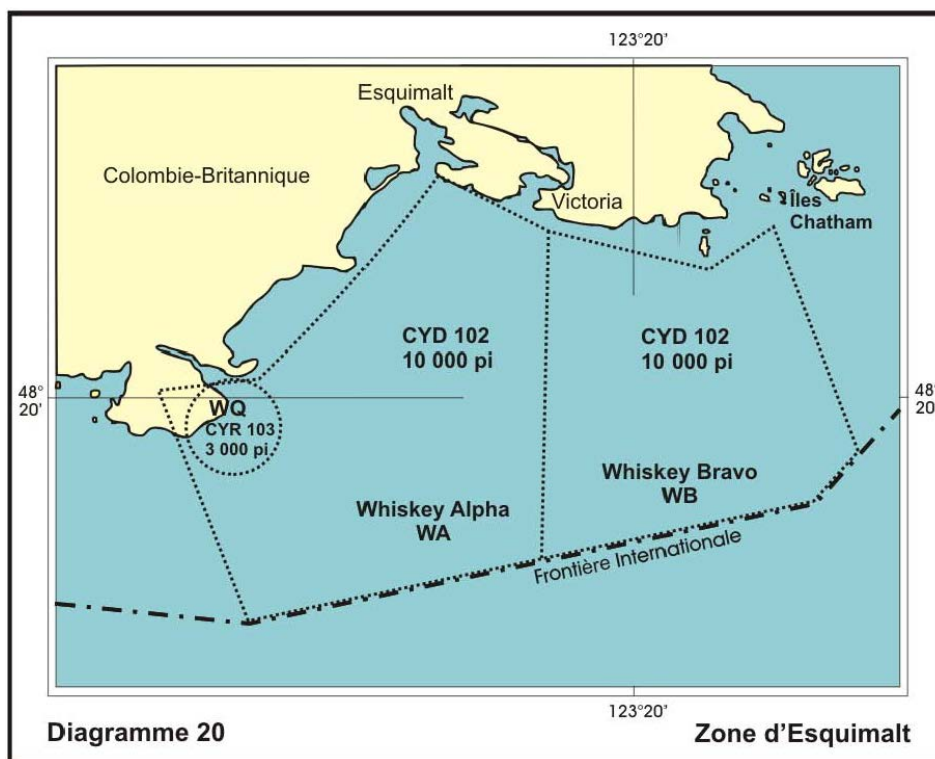 123°20'
Esquimalt
Colombie-Britannique
Victoria
Îles
Chatham
CYD 102
10 000 pi
CYD 102
10 000 pi
48°
20'
48°
20'
WQ
CYR 103
3 000 pi
Whiskey Alpha
WA
Whiskey Bravo
WB
Frontière Internationale
123°20'
Diagramme 20
Zone d'Esquimalt